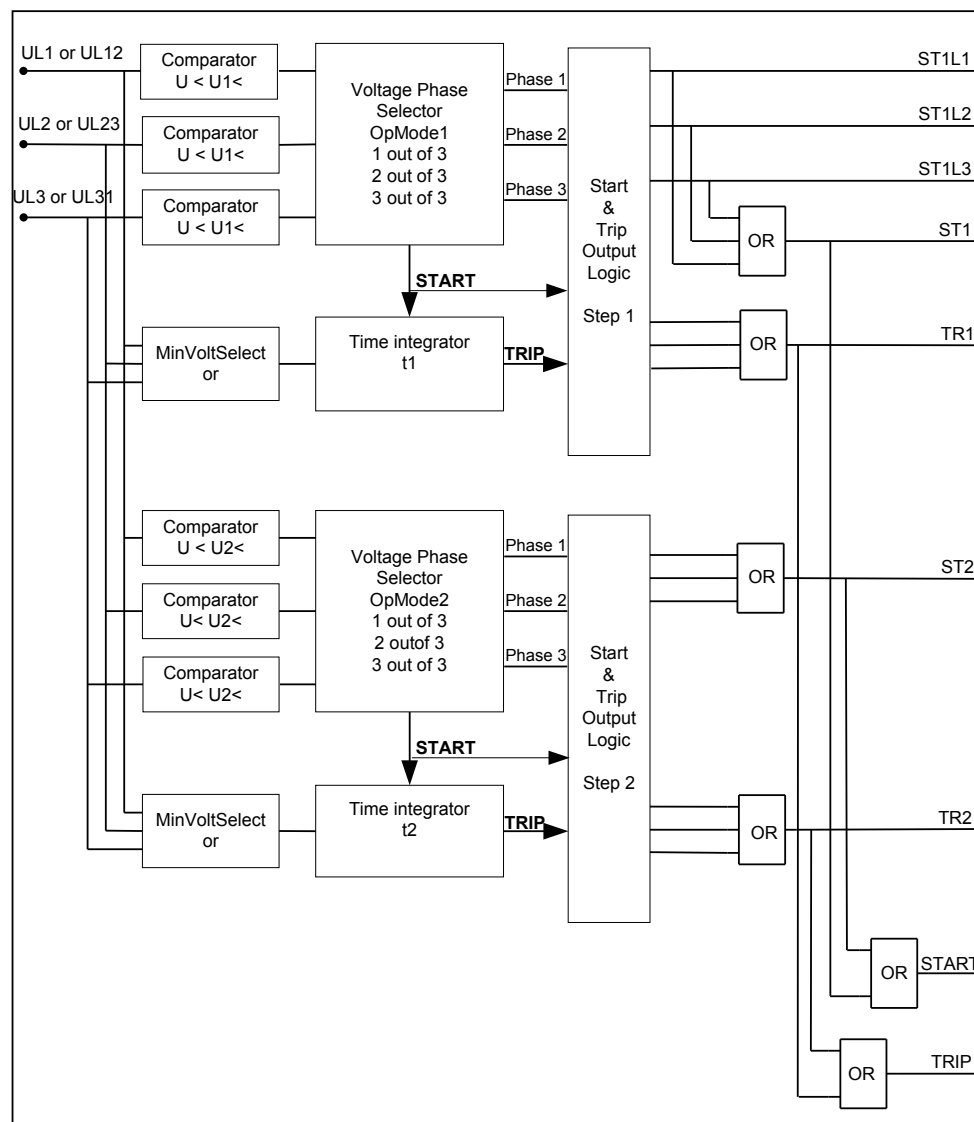 UL1 or UL12
Comparator
U < U1<
UL2 or UL23
Comparator
U < U1<
UL3 or UL31
Comparator
U < U1<
Voltage Phase
Selector
OpMode1
1 out of 3
2 out of 3
3 out of 3
Phase 1
Phase 2
Phase 3
Start
&
Trip
Output
Logic
Step 1
ST1L1
ST1L2
ST1L3
OR
ST1
START
MinVoltSelect
or
Time integrator
t1
TRIP
OR
TR1
Comparator
U < U2<
Comparator
U< U2<
Comparator
U< U2<
Voltage Phase
Selector
OpMode2
1 out of 3
2 outof 3
3 out of 3
Phase 1
Phase 2
Phase 3
Start
&
Trip
Output
Logic
Step 2
OR
ST2
START
MinVoltSelect
or
Time integrator
t2
TRIP
OR
TR2
OR
START
OR
TRIP